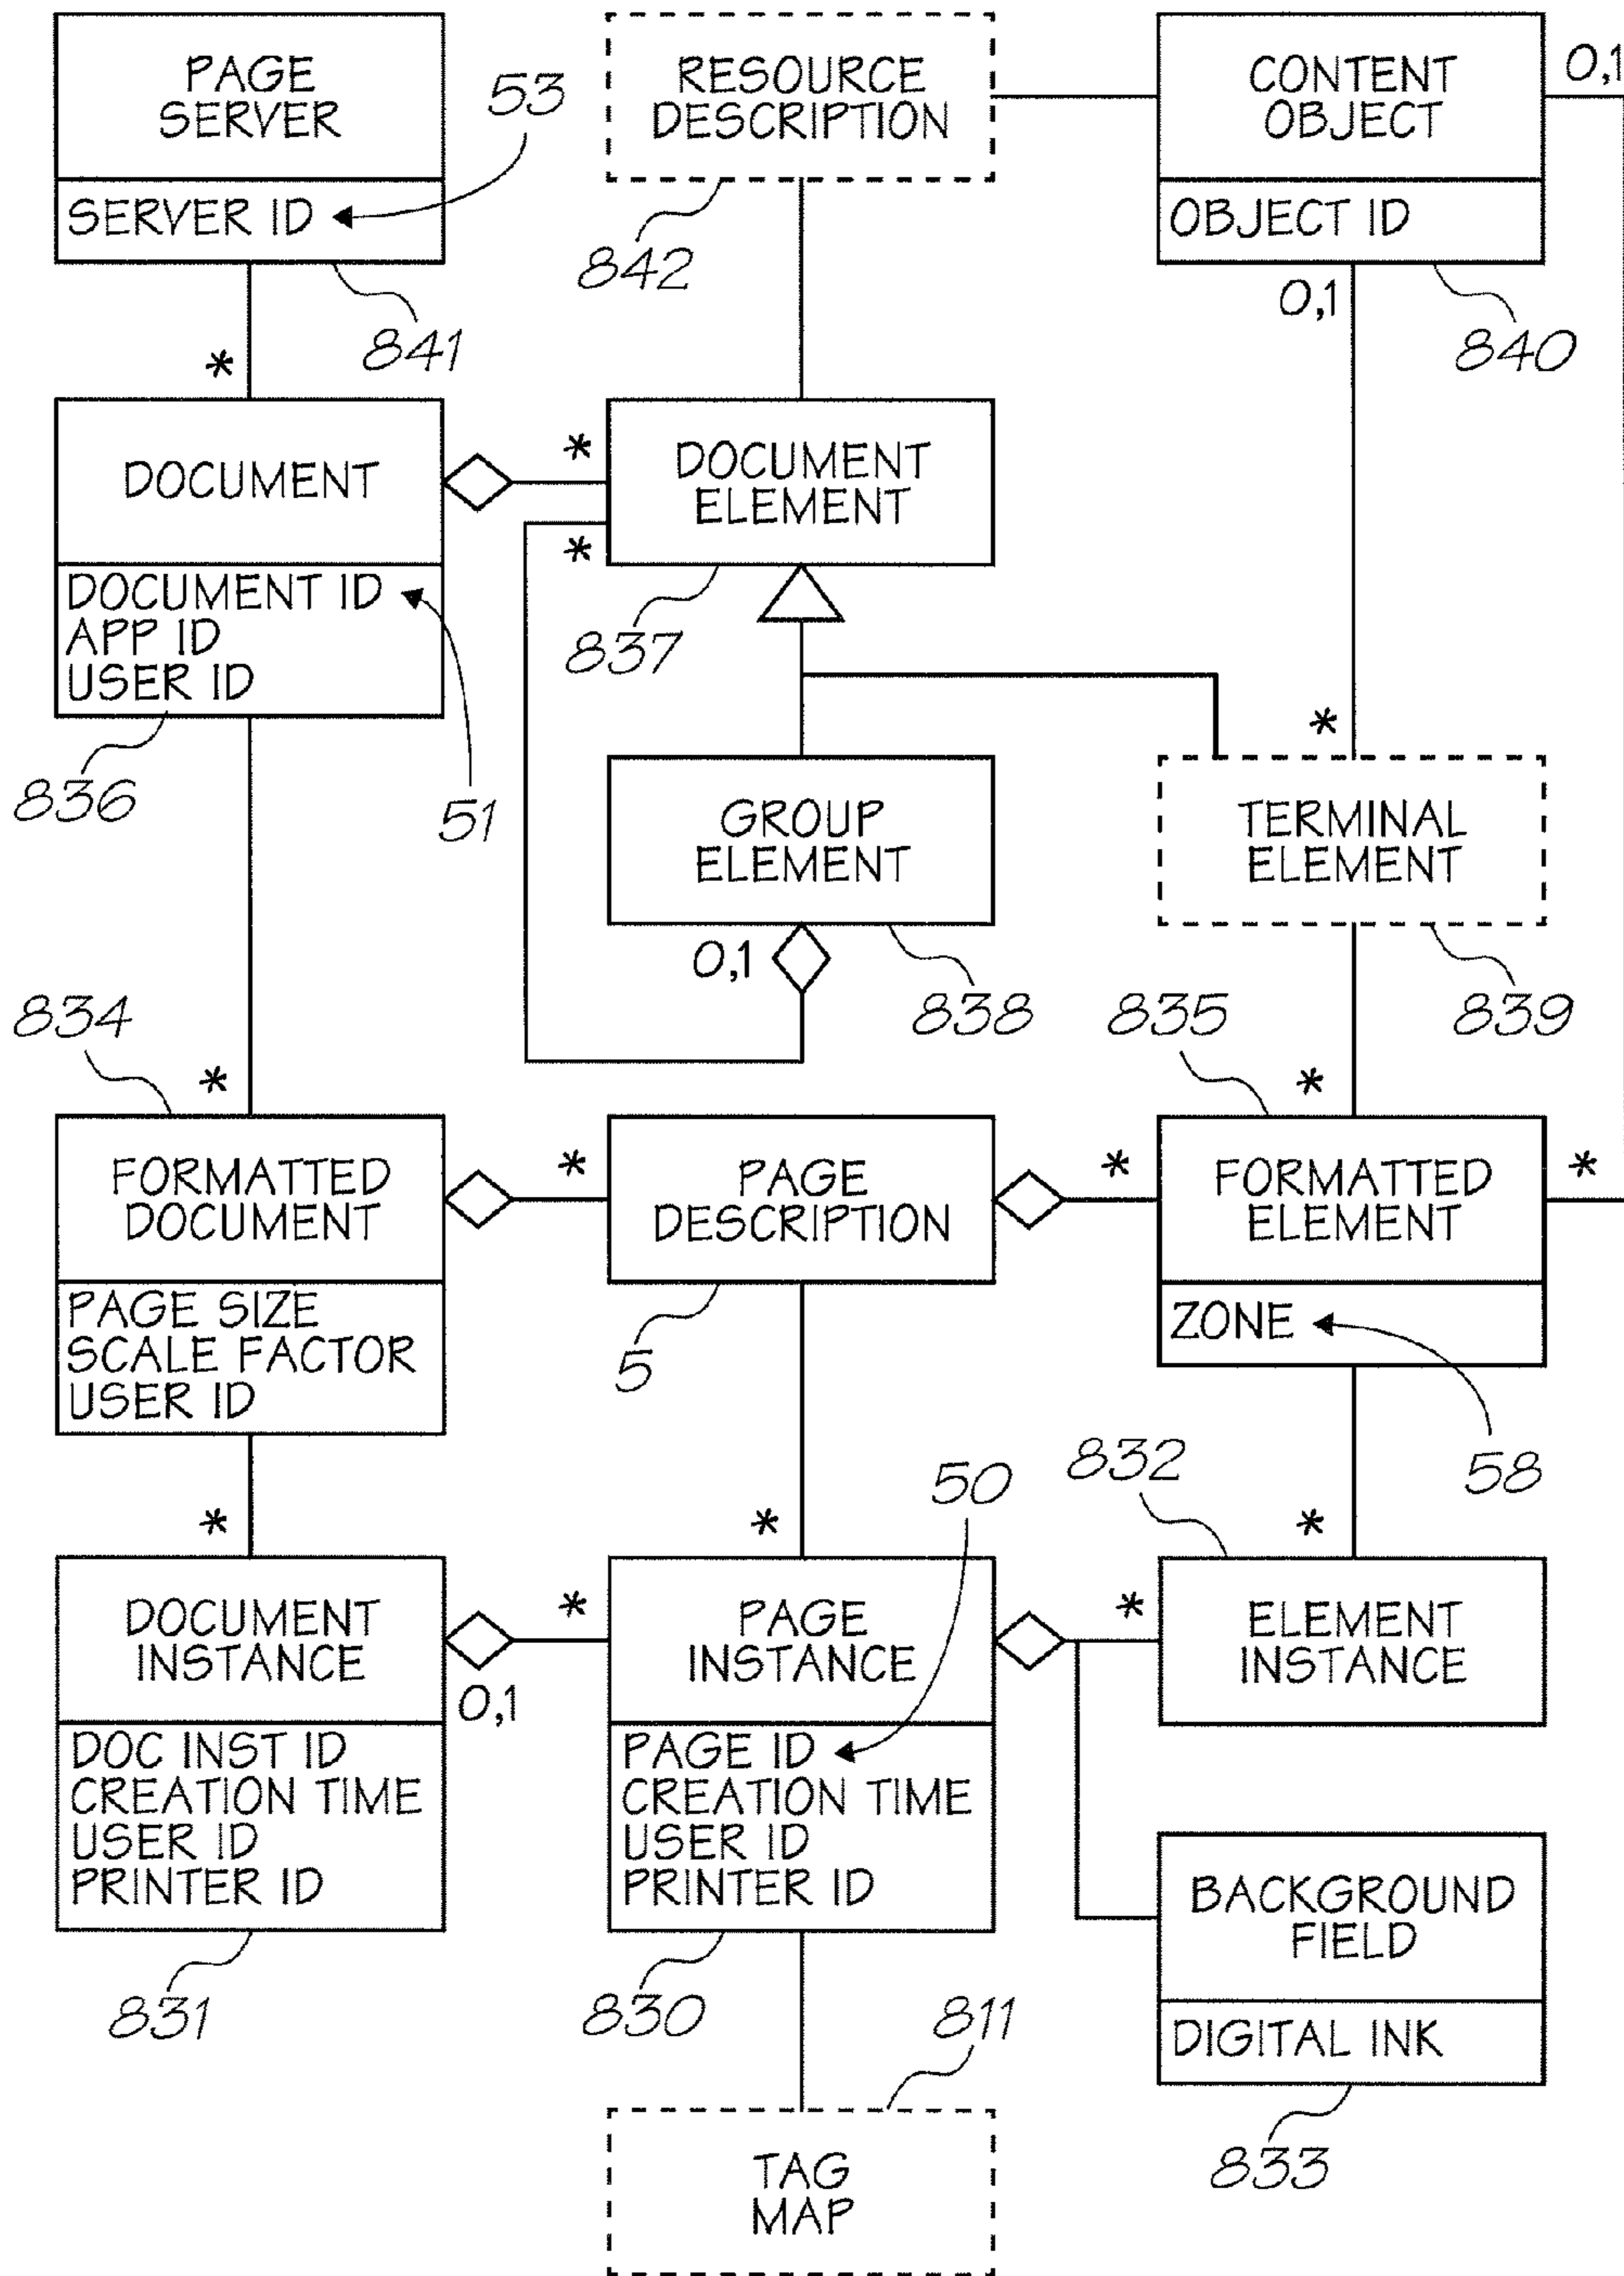 PAGE
SERVER
SERVER ID
53
841
RESOURCE
DESCRIPTION
842
CONTENT
OBJECT
OBJECT ID
0,1
0,1
840
*
DOCUMENT
DOCUMENT ID
APP ID
USER ID
836
51
*
*
DOCUMENT
ELEMENT
837
GROUP
ELEMENT
0,1
838
*
TERMINAL
ELEMENT
839
834
*
FORMATTED
DOCUMENT
PAGE SIZE
SCALE FACTOR
USER ID
*
PAGE
DESCRIPTION
5
835
*
*
*
FORMATTED
ELEMENT
ZONE
58
*
DOCUMENT
INSTANCE
0,1
DOC INST ID
CREATION TIME
USER ID
PRINTER ID
831
*
*
50
PAGE
INSTANCE
PAGE ID
CREATION TIME
USER ID
PRINTER ID
830
832
*
*
ELEMENT
INSTANCE
BACKGROUND
FIELD
DIGITAL INK
833
811
TAG
MAP